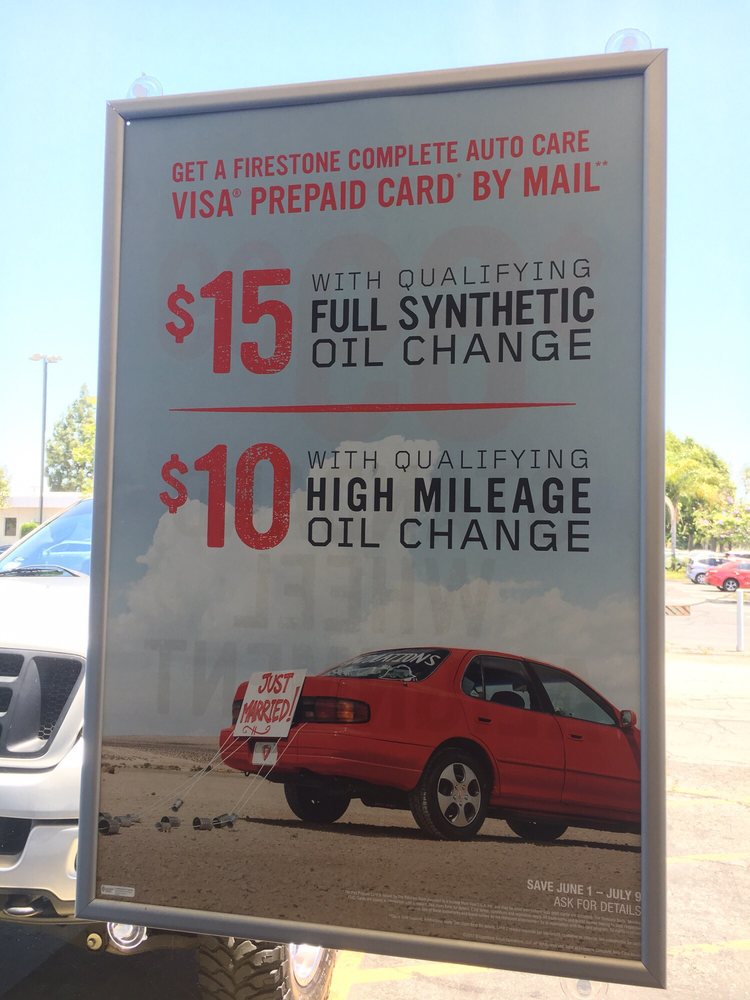 GET A FIRESTONE COMPLETE AUTO CARE
VISA® PREPAID CARD* BY MAIL**
$15 WITH QUALIFYING
FULL SYNTHETIC
OIL CHANGE
$10 WITH QUALIFYING
HIGH MILEAGE
OIL CHANGE
JUST
MARRIED!
SAVE JUNE 1 – JULY 9
ASK FOR DETAILS